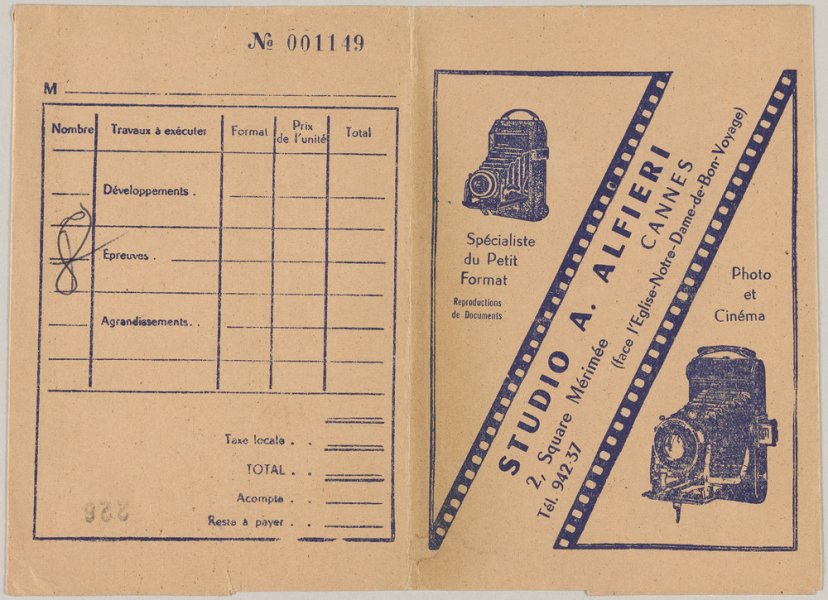 № 001149
M
Nombre Travaux à exécuter Format Prix de l'unité Total
Développements .
Epreuves .
Agrandissements. .
Taxe locale . .
TOTAL . .
Acompte . .
Reste à payer . .
Spécialiste
du Petit
Format
Reproductions
de Documents
STUDIO A. ALFIERI
CANNES
2, Square Mérimée
(face l'Eglise-Notre-Dame-de-Bon-Voyage)
Tél. 942-37
Photo
et
Cinéma